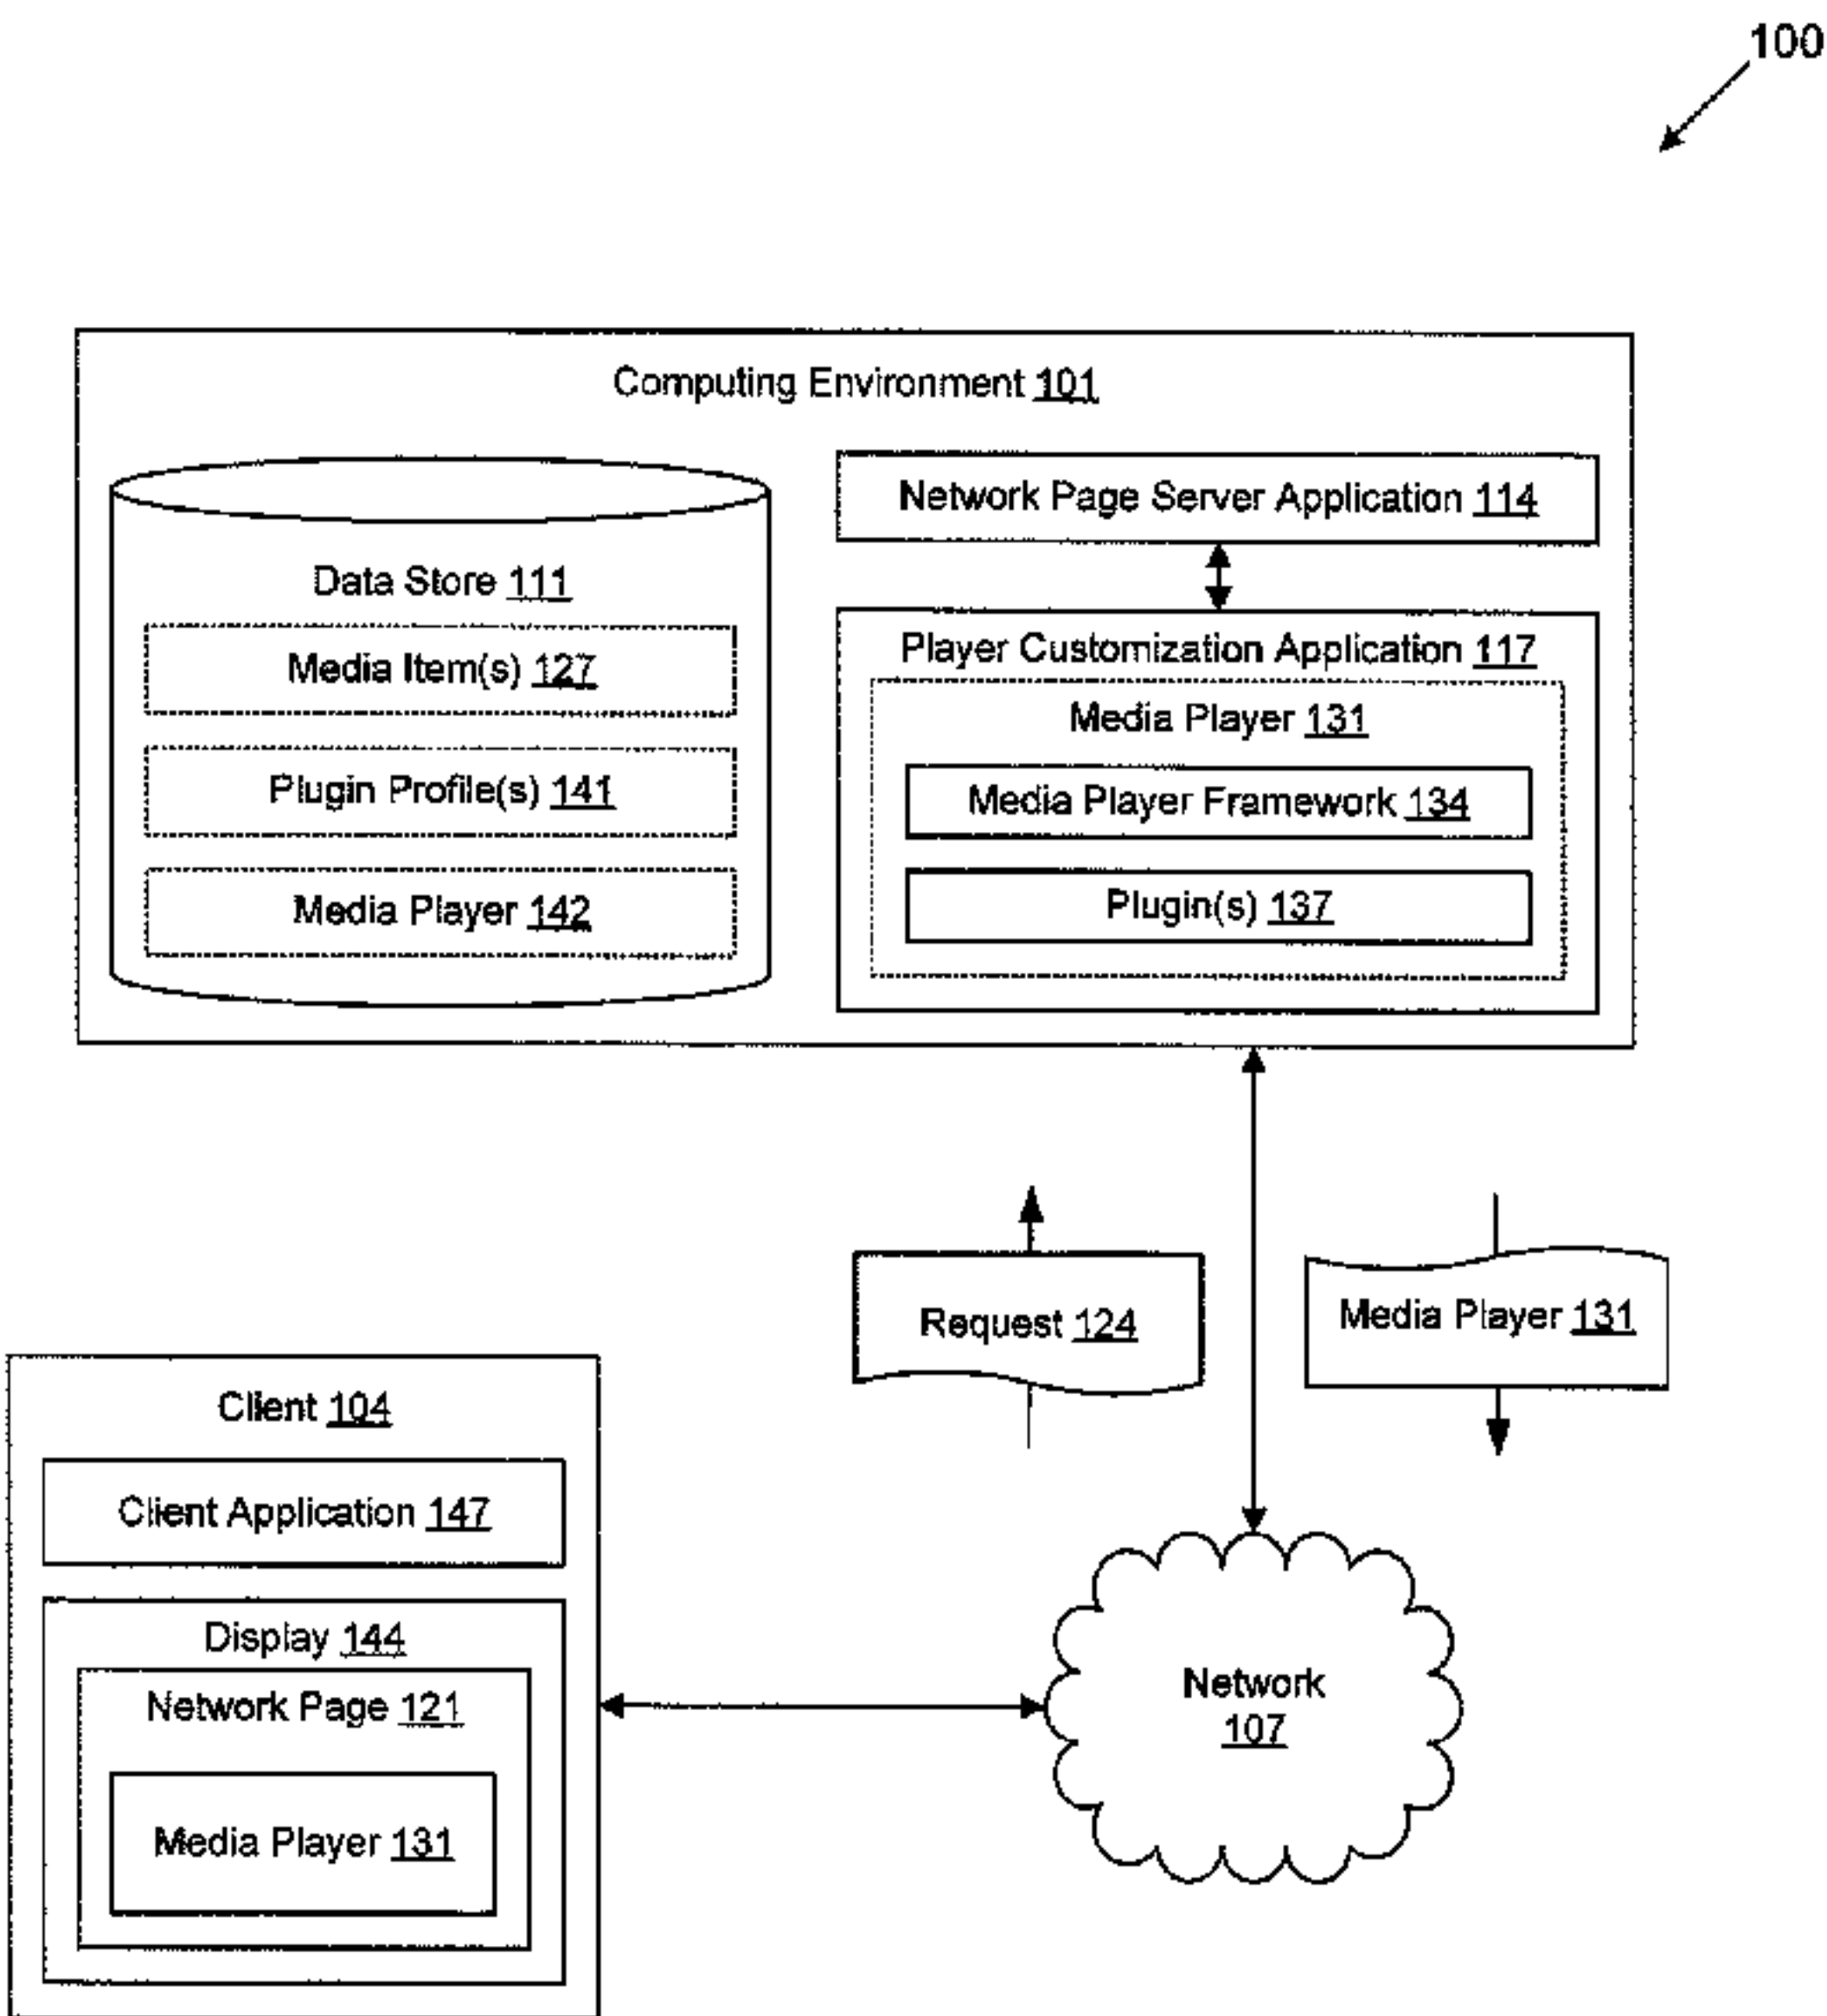 100
Computing Environment 101
Network Page Server Application 114
Data Store 111
Media Item(s) 127
Plugin Profile(s) 141
Media Player 142
Player Customization Application 117
Media Player 131
Media Player Framework 134
Plugin(s) 137
Request 124
Media Player 131
Client 104
Client Application 147
Display 144
Network Page 121
Media Player 131
Network
107